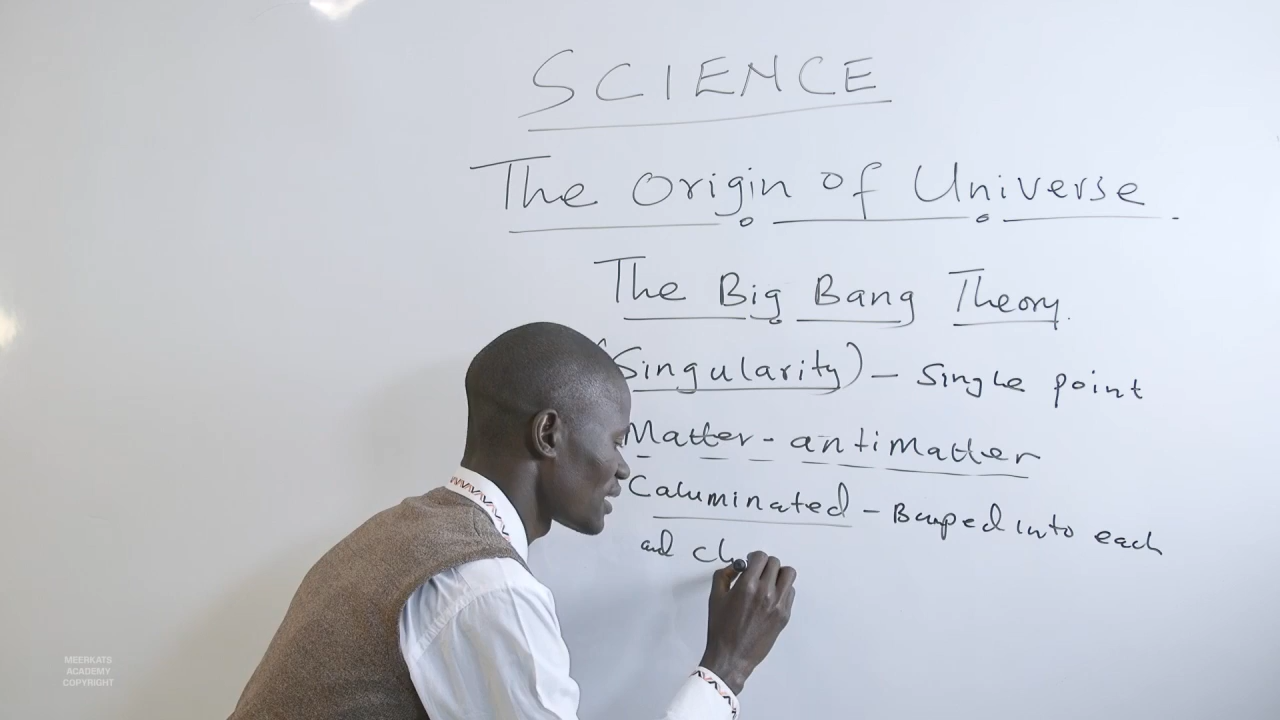 SCIENCE
The Origin of Universe
The Big Bang Theory.
(Singularity) - Single point
Matter - antimatter
Caluminated - Bumped into each
and
MEERKATS
ACADEMY
COPYRIGHT